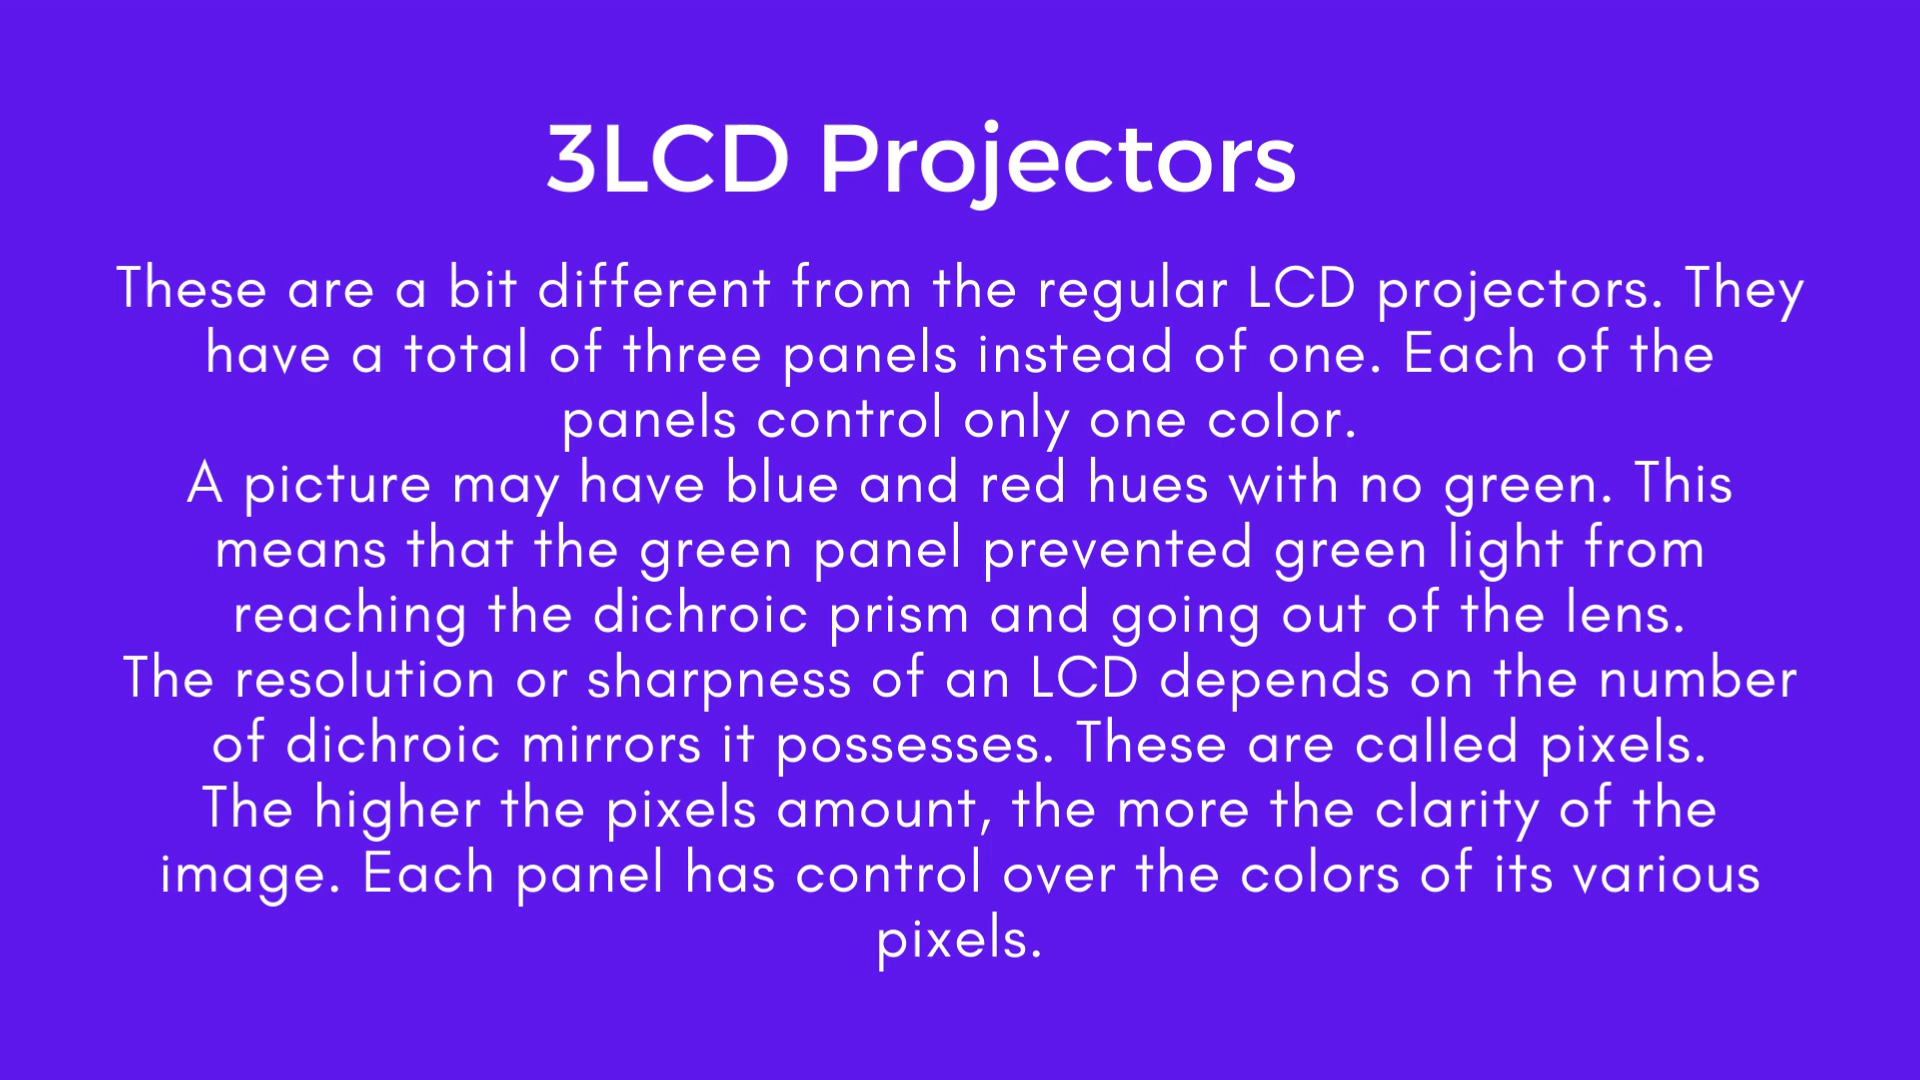 3LCD Projectors
These are a bit different from the regular LCD projectors. They
have a total of three panels instead of one. Each of the
panels control only one color.
A picture may have blue and red hues with no green. This
means that the green panel prevented green light from
reaching the dichroic prism and going out of the lens.
The resolution or sharpness of an LCD depends on the number
of dichroic mirrors it possesses. These are called pixels.
The higher the pixels amount, the more the clarity of the
image. Each panel has control over the colors of its various
pixels.